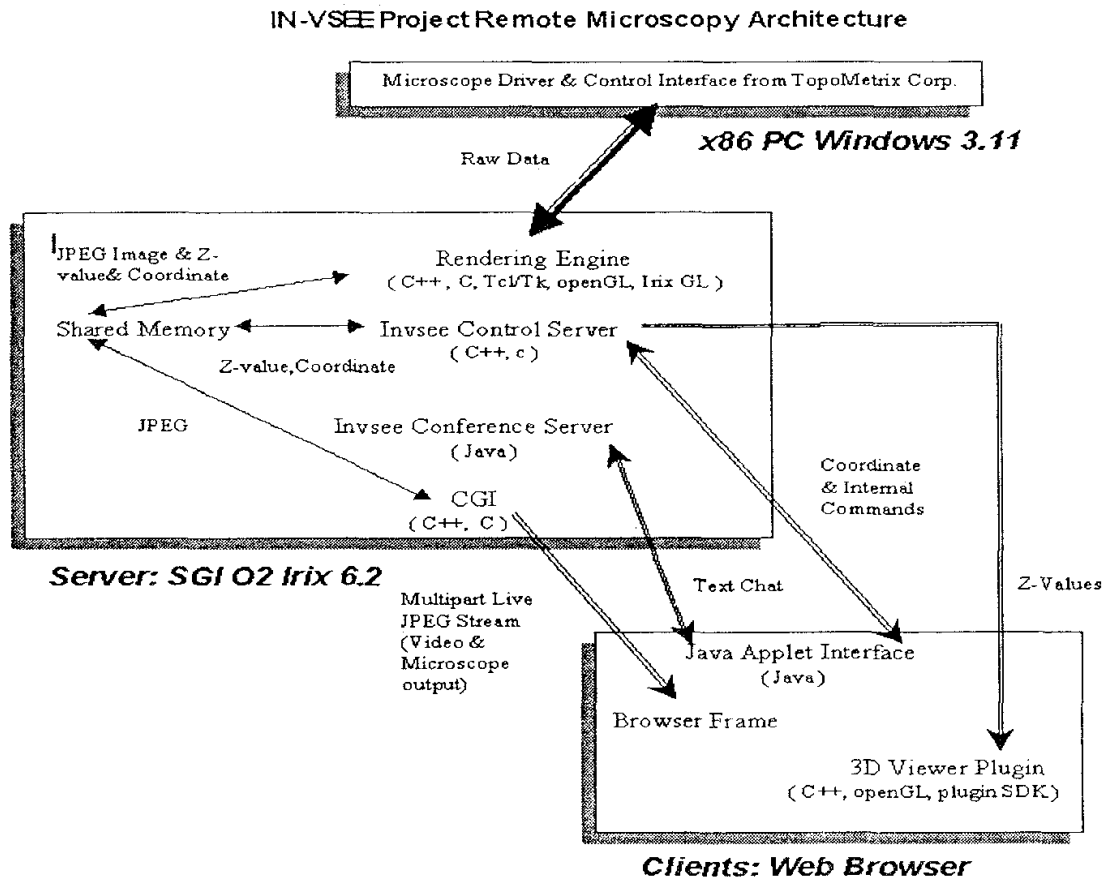 IN-VSEE Project Remote Microscopy Architecture
Microscope Driver & Control Interface from TopoMetrix Corp.
x86 PC Windows 3.11
Raw Data
JPEG Image & Z-
value& Coordinate
Rendering Engine
(C++, C, Tcl/Tk, openGL, Irix GL)
Shared Memory
Invsee Control Server
(C++, c)
Z-value,Coordinate
JPEG
Invsee Conference Server
(Java)
CGI
(C++, C)
Coordinate
& Internal
Commands
Server: SGI O2 Irix 6.2
Multipart Live
JPEG Stream
(Video &
Microscope
output)
Text Chat
Z-Values
Java Applet Interface
(Java)
Browser Frame
3D Viewer Plugin
(C++, openGL, plugin SDK)
Clients: Web Browser